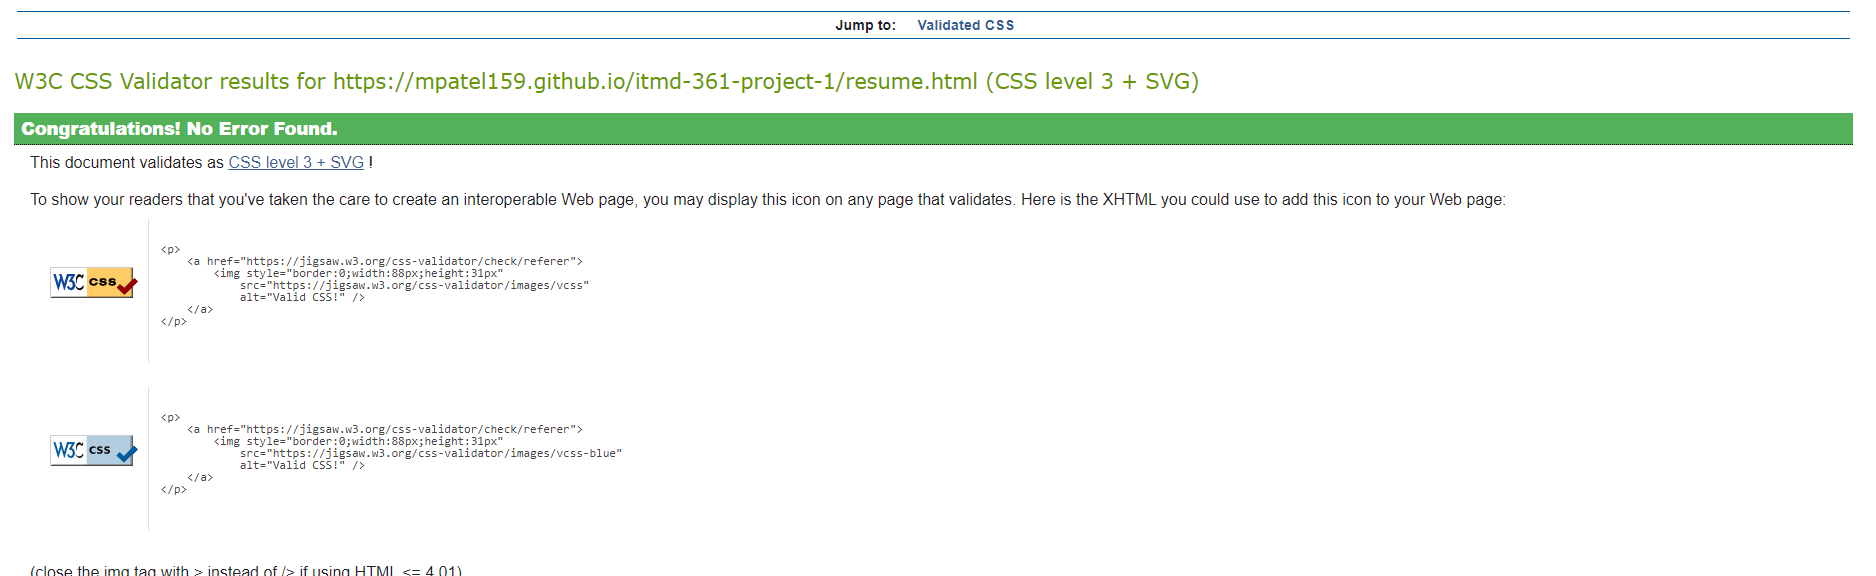 Jump to: Validated CSS
W3C CSS Validator results for https://mpatel159.github.io/itmd-361-project-1/resume.html (CSS level 3 + SVG)
Congratulations! No Error Found.
This document validates as CSS level 3 + SVG !
To show your readers that you've taken the care to create an interoperable Web page, you may display this icon on any page that validates. Here is the XHTML you could use to add this icon to your Web page:
W3C css
<p>
<a href="https://jigsaw.w3.org/css-validator/check/referer">
<img style="border:0;width:88px;height:31px"
src="https://jigsaw.w3.org/css-validator/images/vcss"
alt="Valid CSS!" />
</a>
</p>
W3C css
<p>
<a href="https://jigsaw.w3.org/css-validator/check/referer">
<img style="border:0;width:88px;height:31px"
src="https://jigsaw.w3.org/css-validator/images/vcss-blue"
alt="Valid CSS!" />
</a>
</p>
(close the img tag with > instead of /> if using HTML <= 4.01)